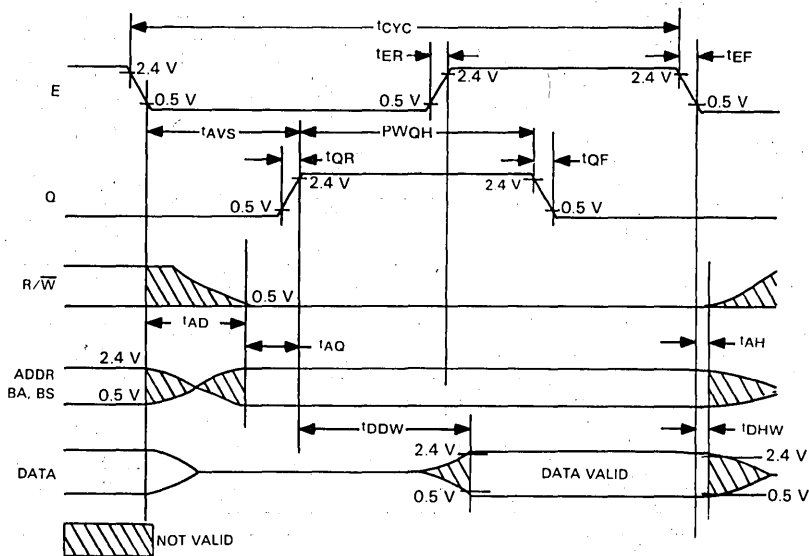 tCYC
tER
tEF
2.4 V
2.4 V
2.4 V
E
0.5 V
0.5 V
0.5 V
tAVS
PWQH
tQR
tQF
2.4 V
2.4 V
Q
0.5 V
0.5 V
R/W
0.5 V
tAD
tAQ
tAH
2.4 V
ADDR
BA, BS
0.5 V
tDDW
tDHW
2.4 V
2.4 V
DATA
DATA VALID
0.5 V
0.5 V
NOT VALID